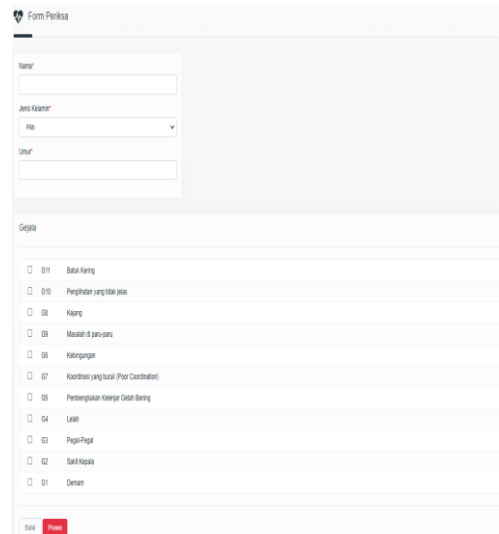 Form Periksa
Nama*
Jenis Kelamin*
Pilih
Umur*
Gejala
G11 Batuk Kering
G10 Penglihatan yang tidak jelas
G8 Kejang
G9 Masalah di paru-paru
G6 Kebingungan
G7 Koordinasi yang buruk (Poor Coordination)
G5 Pembengkakan Kelenjar Getah Bening
G4 Lelah
G3 Pegal-Pegal
G2 Sakit Kepala
G1 Demam
Batal Proses